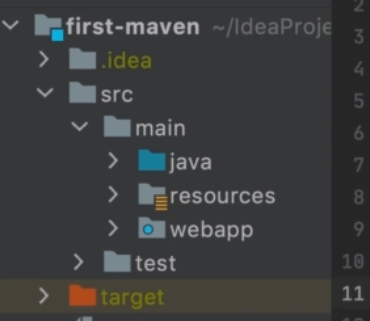 first-maven ~/IdeaProje
.idea
src
main
java
resources
webapp
test
target
3
4
5
6
7
8
9
10
11